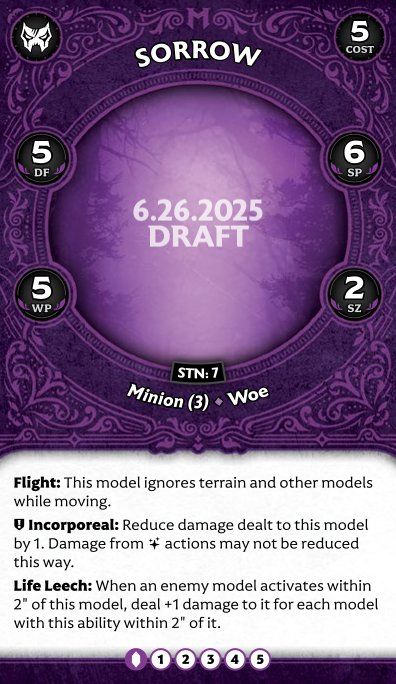 5
COST
SORROW
5
DF
6
SP
6.26.2025
DRAFT
5
WP
2
SZ
STN: 7
Minion (3) ♦ Woe
Flight: This model ignores terrain and other models
while moving.
Incorporeal: Reduce damage dealt to this model
by 1. Damage from actions may not be reduced
this way.
Life Leech: When an enemy model activates within
2" of this model, deal +1 damage to it for each model
with this ability within 2" of it.
1 2 3 4 5